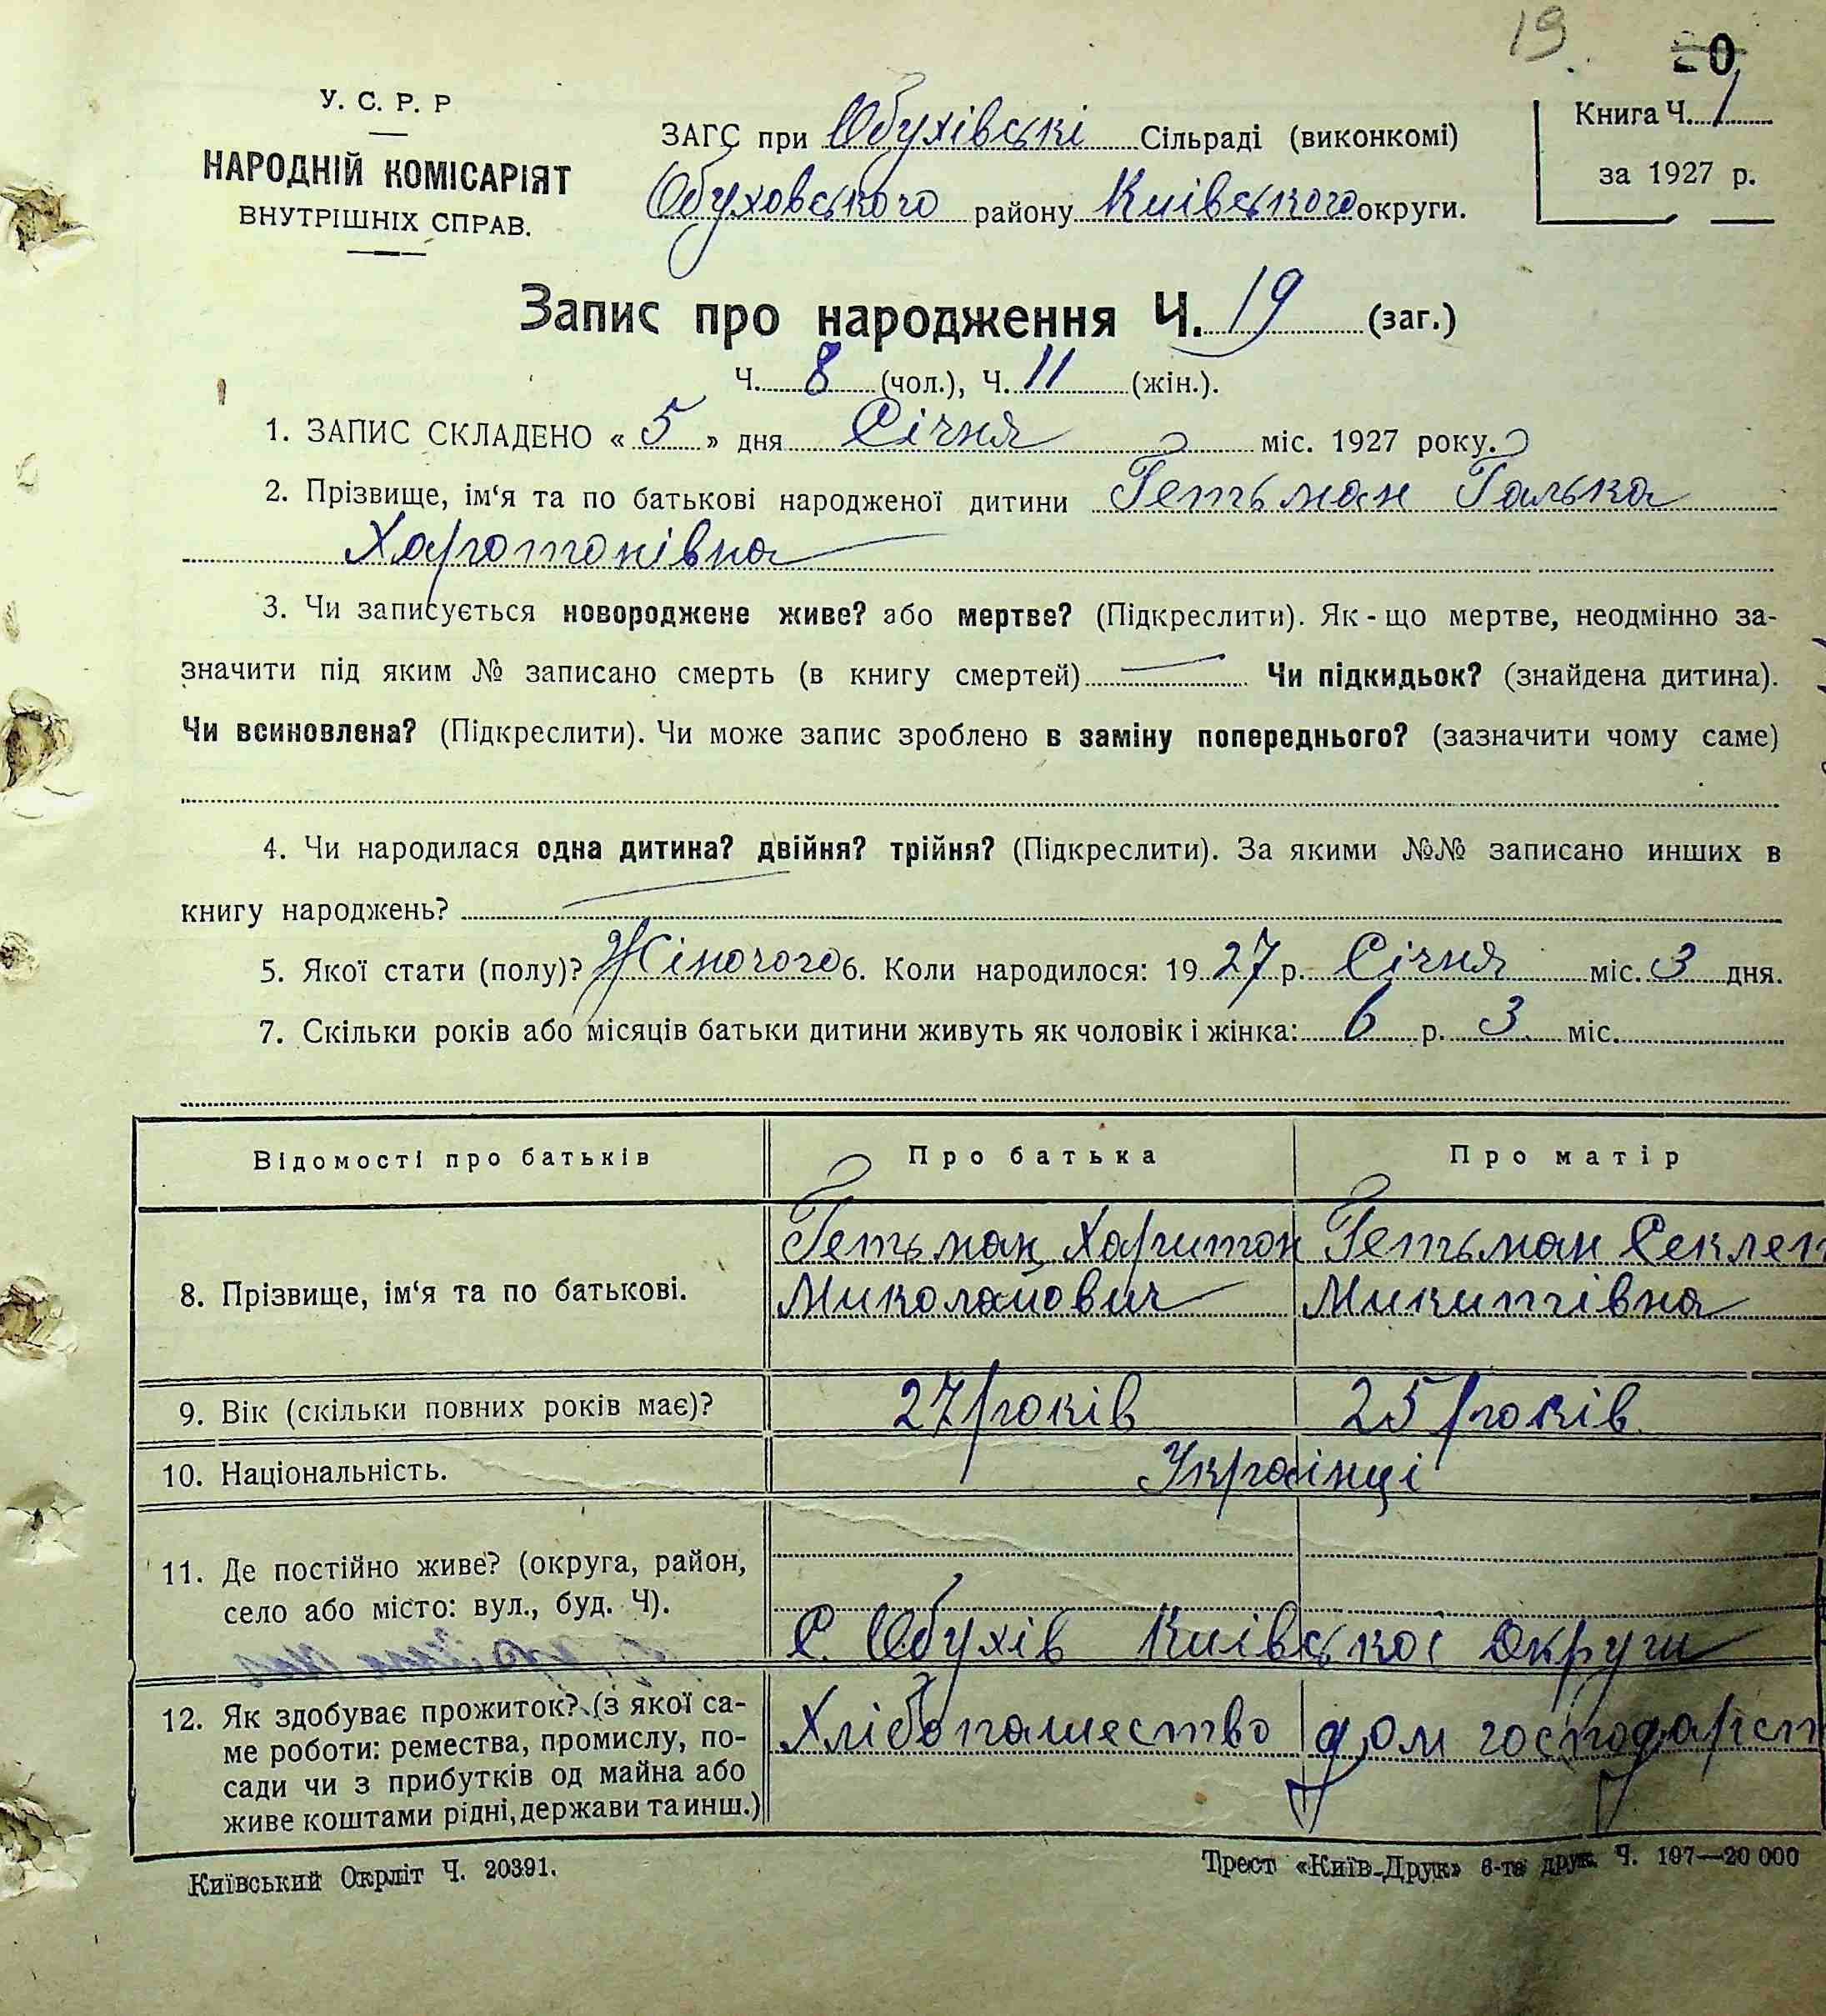 19.
20
У. С. Р. Р
НАРОДНІЙ КОМІСАРІЯТ
ВНУТРІШНІХ СПРАВ.
ЗАГС при Обухівські Сільраді (виконкомі)
Обуховського району Київського округи.
Книга Ч. 1
за 1927 р.
Запис про народження Ч. 19 (заг.)
Ч. 8 (чол.), Ч. 11 (жін.).
1. ЗАПИС СКЛАДЕНО « 5 » дня Січня міс. 1927 року.
2. Прізвище, ім‘я та по батькові народженої дитини Гетьман Галька
Харотонівна
3. Чи записується новороджене живе? або мертве? (Підкреслити). Як-що мертве, неодмінно за-
значити під яким № записано смерть (в книгу смертей) — Чи підкидьок? (знайдена дитина).
Чи всиновлена? (Підкреслити). Чи може запис зроблено в заміну попереднього? (зазначити чому саме)
4. Чи народилася одна дитина? двійня? трійня? (Підкреслити). За якими №№ записано инших в
книгу народжень?
5. Якої стати (полу)? Жіночого 6. Коли народилося: 1927 р. Січня міс. 3 дня.
7. Скільки років або місяців батьки дитини живуть як чоловік і жінка: 6 р. 3 міс.
Відомості про батьків Про батька Про матір
Гетьман Харитон Гетьман Секлет
8. Прізвище, ім‘я та по батькові. Миколайович Микитівна
9. Вік (скільки повних років має)? 27 років 25 років
10. Національність. Українці
11. Де постійно живе? (округа, район,
село або місто: вул., буд. Ч). С. Обухів Київськоі Округи
12. Як здобуває прожиток? (з якої са-
ме роботи: ремества, промислу, по- Хлібопашество дом господарст
сади чи з прибутків од майна або
живе коштами рідні, держави та инш.)
Київський Окрліт Ч. 20391.
Трест «Київ-Друк» 6-та друк. Ч. 197—20 000